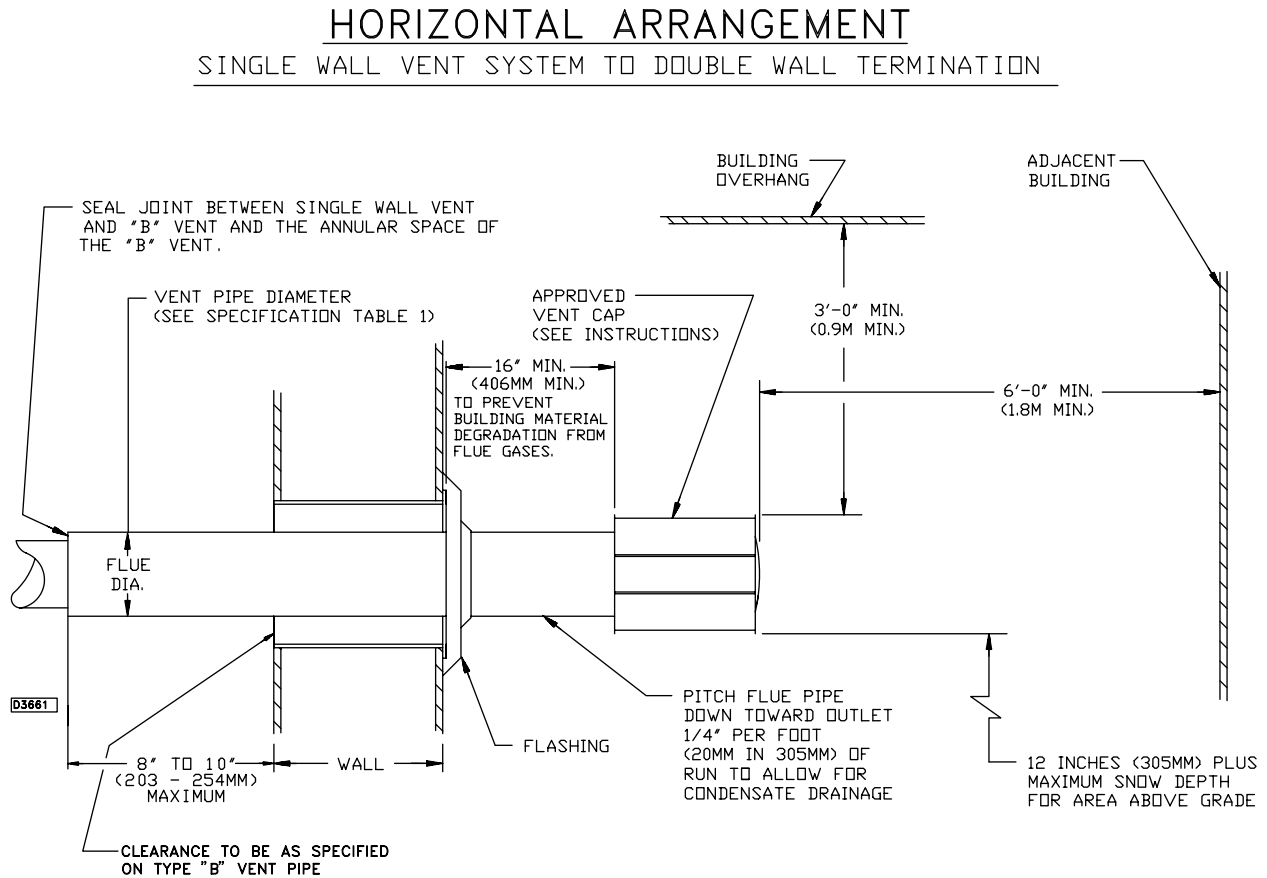 HORIZONTAL ARRANGEMENT
SINGLE WALL VENT SYSTEM TO DOUBLE WALL TERMINATION
BUILDING
OVERHANG
ADJACENT
BUILDING
SEAL JOINT BETWEEN SINGLE WALL VENT
AND "B" VENT AND THE ANNULAR SPACE OF
THE "B" VENT.
VENT PIPE DIAMETER
(SEE SPECIFICATION TABLE 1)
APPROVED
VENT CAP
(SEE INSTRUCTIONS)
3'-0" MIN.
(0.9M MIN.)
16" MIN.
(406MM MIN.)
TO PREVENT
BUILDING MATERIAL
DEGRADATION FROM
FLUE GASES.
6'-0" MIN.
(1.8M MIN.)
FLUE
DIA.
D3661
PITCH FLUE PIPE
DOWN TOWARD OUTLET
1/4" PER FOOT
(20MM IN 305MM) OF
RUN TO ALLOW FOR
CONDENSATE DRAINAGE
FLASHING
8" TO 10"
(203 - 254MM)
MAXIMUM
WALL
12 INCHES (305MM) PLUS
MAXIMUM SNOW DEPTH
FOR AREA ABOVE GRADE
CLEARANCE TO BE AS SPECIFIED
ON TYPE "B" VENT PIPE